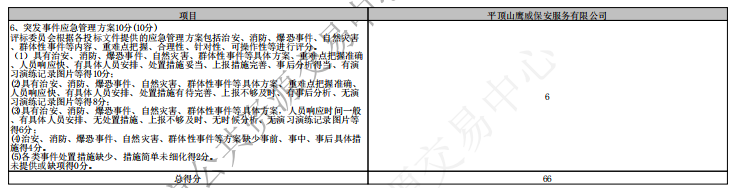 项目
平顶山鹰威保安服务有限公司
6、突发事件应急管理方案10分(10分)
评标委员会根据各投标文件提供的应急管理方案包括治安、消防、爆恐事件、自然灾害
、群体性事件等内容、重难点把握、合理性、针对性、可操作性等进行评分。
(1)具有治安、消防、爆恐事件、自然灾害、群体性事件等具体方案、重难点把握准确
、人员响应快、有具体人员安排、处置措施妥当、上报措施完善、事后分析得当、有演
习演练记录图片等得10分；
(2)具有治安、消防、爆恐事件、自然灾害、群体性事件等具体方案、重难点把握准确、
人员响应快、有具体人员安排、处置措施有待完善、上报不够及时、有事后分析、无演
习演练记录图片等得8分；
(3)具有治安、消防、爆恐事件、自然灾害、群体性事件等具体方案、人员响应时间一般
、有具体人员安排、无处置措施、上报不够及时、无时候分析、无演习演练记录图片等
得6分；
(4)治安、消防、爆恐事件、自然灾害、群体性事件等方案缺少事前、事中、事后具体措
施得4分。
(5)各类事件处置措施缺少、措施简单未细化得2分。
未提供或缺项得0分。
6
总得分
66
公共资源交易中心
源交易中心